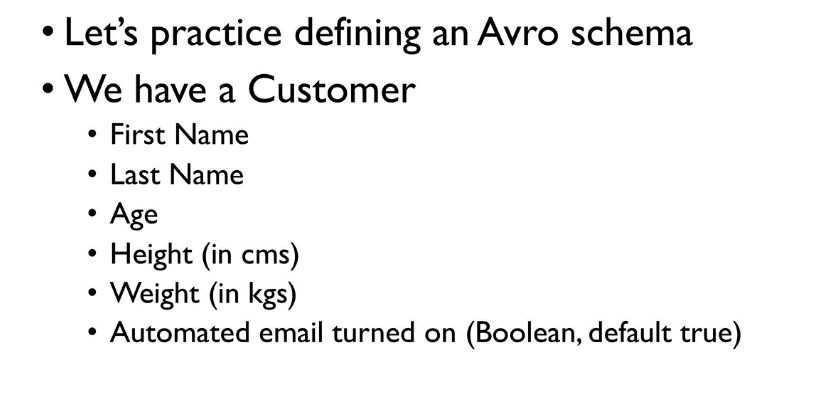 • Let's practice defining an Avro schema
• We have a Customer
• First Name
• Last Name
• Age
• Height (in cms)
• Weight (in kgs)
• Automated email turned on (Boolean, default true)